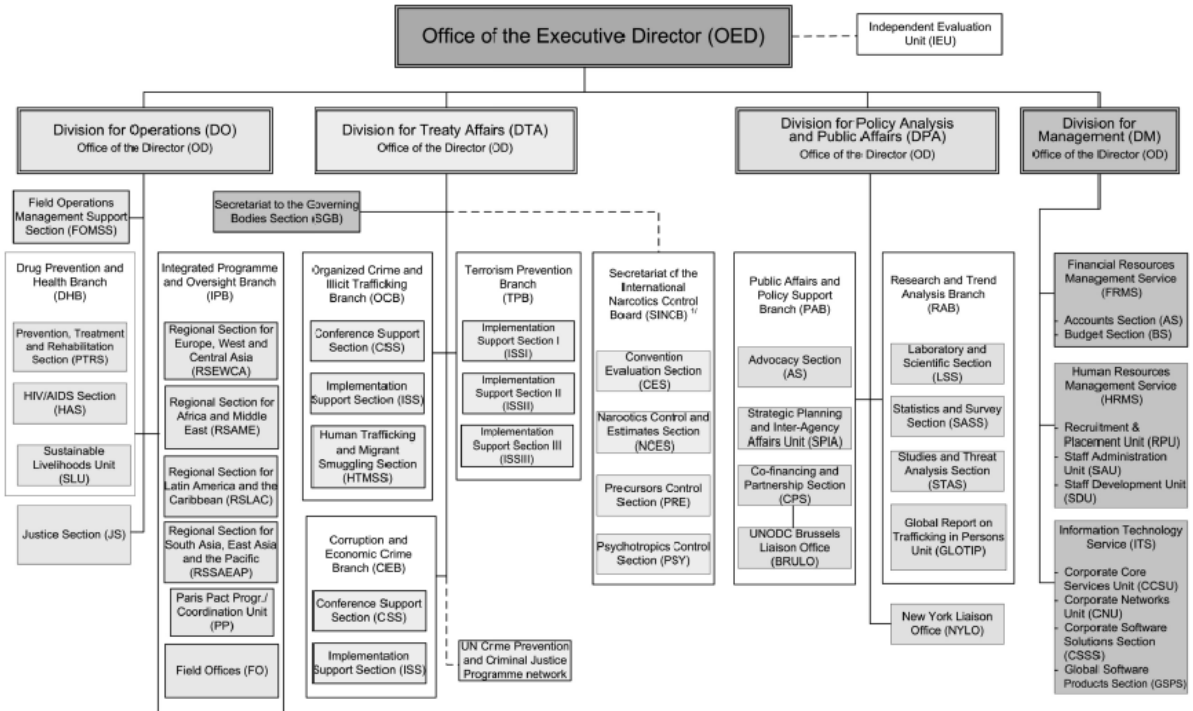 Office of the Executive Director (OED)
Independent Evaluation
Unit (IEU)
Division for Operations (DO)
Office of the Director (OD)
Division for Treaty Affairs (DTA)
Office of the Director (OD)
Division for Policy Analysis
and Public Affairs (DPA)
Office of the Director (OD)
Division for
Management (DM)
Office of the Director (OD)
Field Operations
Management Support
Section (FOMSS)
Secretariat to the Governing
Bodies Section (SGB)
Drug Prevention and
Health Branch
(DHB)
Prevention, Treatment
and Rehabilitation
Section (PTRS)
HIV/AIDS Section
(HAS)
Sustainable
Livelihoods Unit
(SLU)
Justice Section (JS)
Integrated Programme
and Oversight Branch
(IPB)
Regional Section for
Europe, West and
Central Asia
(RSEWCA)
Regional Section for
Africa and Middle
East (RSAME)
Regional Section for
Latin America and the
Caribbean (RSLAC)
Regional Section for
South Asia, East Asia
and the Pacific
(RSSAEAP)
Paris Pact Progr./
Coordination Unit
(PP)
Field Offices (FO)
Organized Crime and
Illicit Trafficking
Branch (OCB)
Conference Support
Section (CSS)
Implementation
Support Section (ISS)
Human Trafficking
and Migrant
Smuggling Section
(HTMSS)
Corruption and
Economic Crime
Branch (CEB)
Conference Support
Section (CSS)
Implementation
Support Section (ISS)
Terrorism Prevention
Branch
(TPB)
Implementation
Support Section I
(ISSI)
Implementation
Support Section II
(ISSII)
Implementation
Support Section III
(ISSIII)
UN Crime Prevention
and Criminal Justice
Programme network
Secretariat of the
International
Narcotics Control
Board (SINCB) 1/
Convention
Evaluation Section
(CES)
Narcotics Control and
Estimates Section
(NCES)
Precursors Control
Section (PRE)
Psychotropics Control
Section (PSY)
Public Affairs and
Policy Support
Branch (PAB)
Advocacy Section
(AS)
Strategic Planning
and Inter-Agency
Affairs Unit (SPIA)
Co-financing and
Partnership Section
(CPS)
UNODC Brussels
Liaison Office
(BRULO)
Research and Trend
Analysis Branch
(RAB)
Laboratory and
Scientific Section
(LSS)
Statistics and Survey
Section (SASS)
Studies and Threat
Analysis Section
(STAS)
Global Report on
Trafficking in Persons
Unit (GLOTIP)
New York Liaison
Office (NYLO)
Financial Resources
Management Service
(FRMS)
- Accounts Section (AS)
- Budget Section (BS)
Human Resources
Management Service
(HRMS)
- Recruitment &
Placement Unit (RPU)
- Staff Administration
Unit (SAU)
- Staff Development Unit
(SDU)
Information Technology
Service (ITS)
- Corporate Core
Services Unit (CCSU)
- Corporate Networks
Unit (CNU)
- Corporate Software
Solutions Section
(CSSS)
- Global Software
Products Section (GSPS)